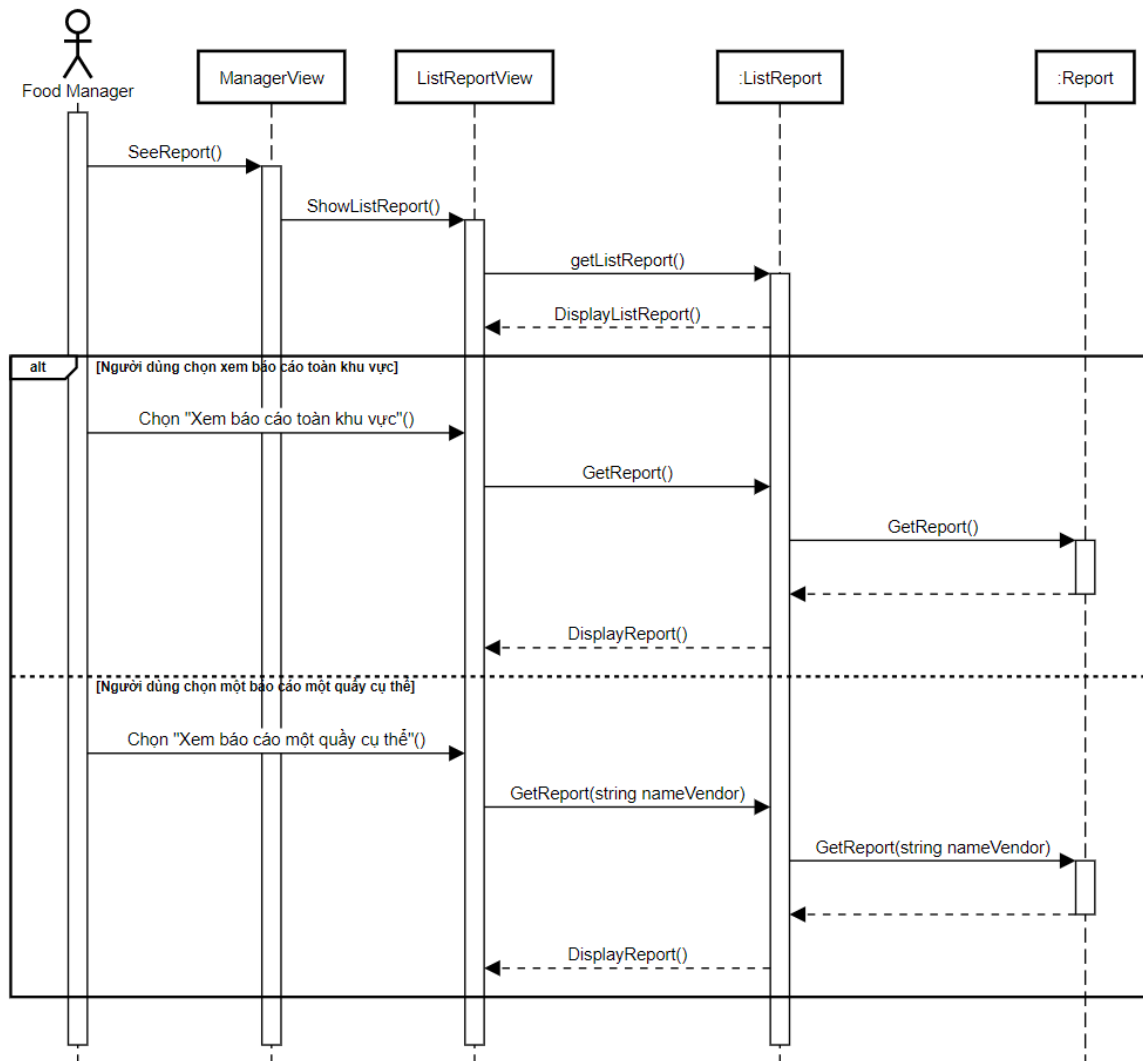 Food Manager
ManagerView
ListReportView
:ListReport
:Report
SeeReport()
ShowListReport()
getListReport()
DisplayListReport()
alt
[Người dùng chọn xem báo cáo toàn khu vực]
Chọn "Xem báo cáo toàn khu vực"()
GetReport()
GetReport()
DisplayReport()
[Người dùng chọn một báo cáo một quầy cụ thể]
Chọn "Xem báo cáo một quầy cụ thể"()
GetReport(string nameVendor)
GetReport(string nameVendor)
DisplayReport()